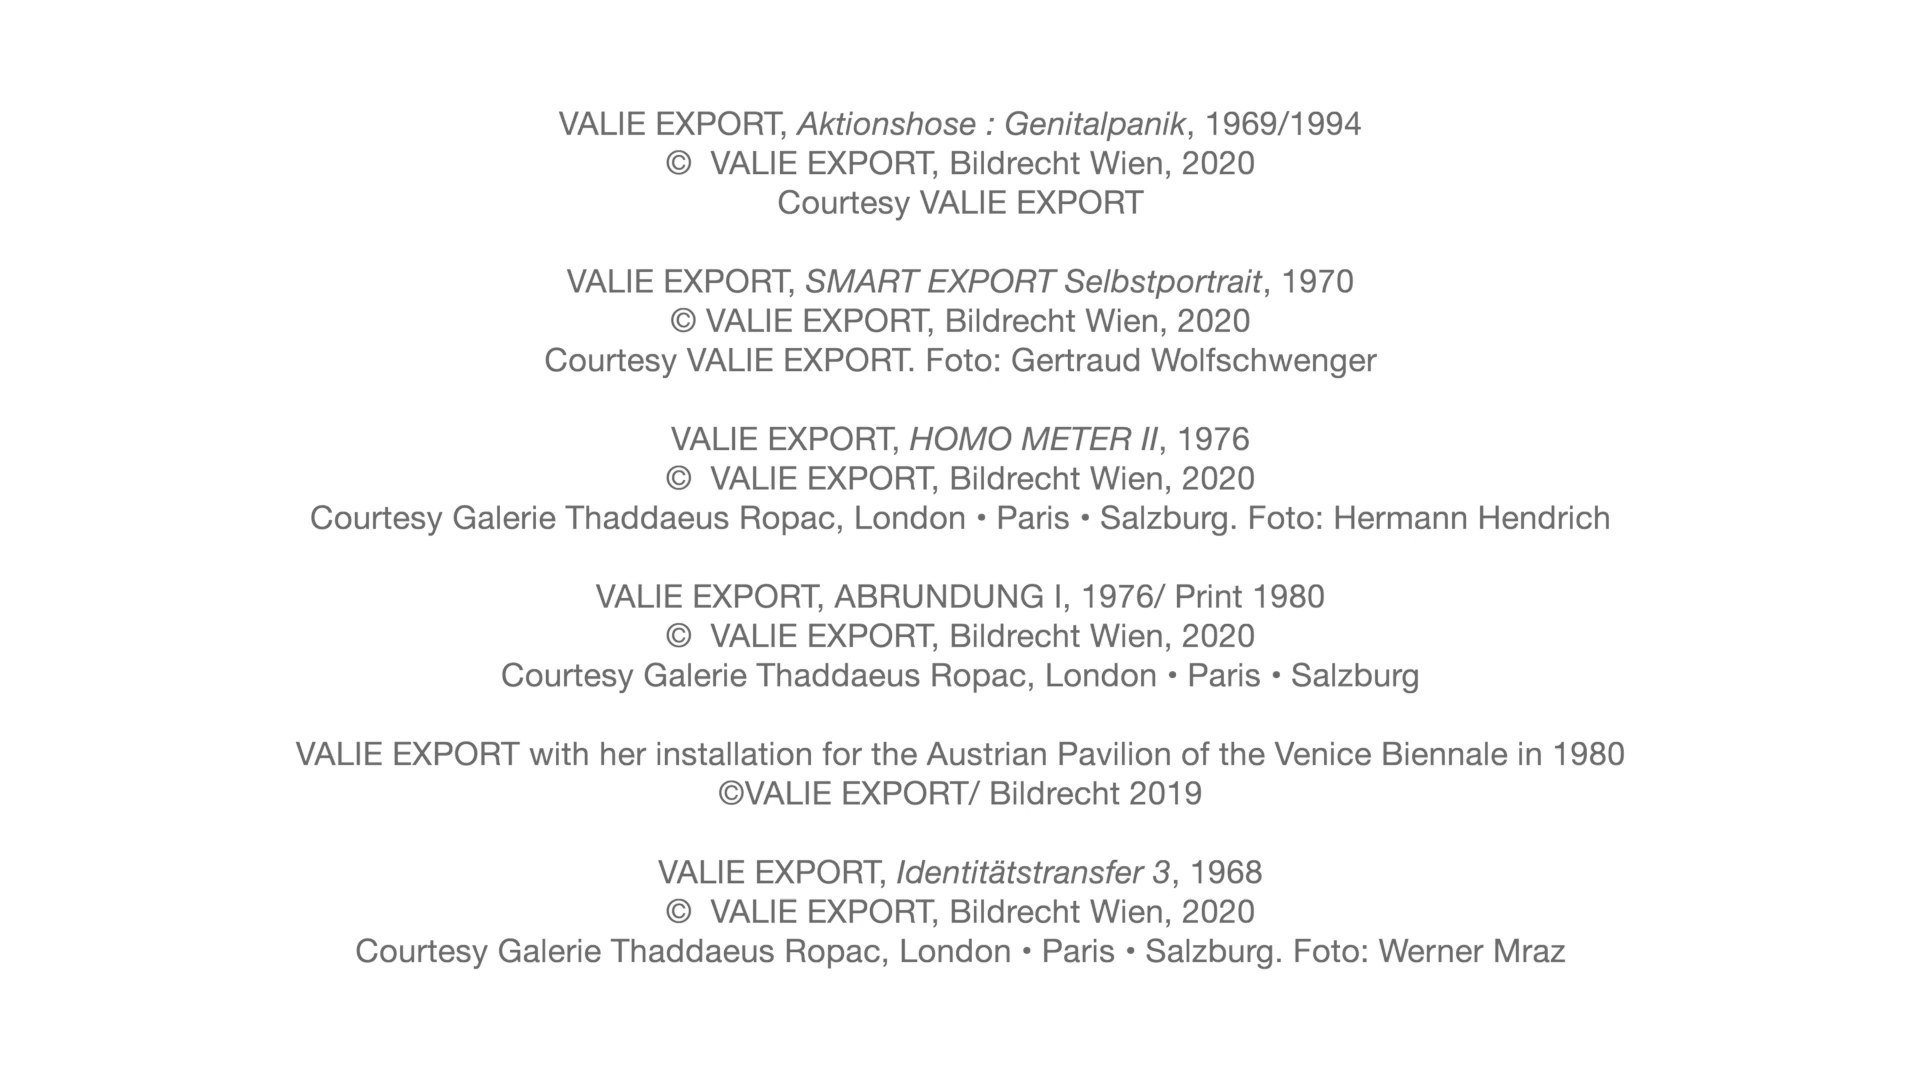 VALIE EXPORT, Aktionshose : Genitalpanik, 1969/1994
© VALIE EXPORT, Bildrecht Wien, 2020
Courtesy VALIE EXPORT
VALIE EXPORT, SMART EXPORT Selbstportrait, 1970
© VALIE EXPORT, Bildrecht Wien, 2020
Courtesy VALIE EXPORT. Foto: Gertraud Wolfschwenger
VALIE EXPORT, HOMO METER II, 1976
© VALIE EXPORT, Bildrecht Wien, 2020
Courtesy Galerie Thaddaeus Ropac, London • Paris • Salzburg. Foto: Hermann Hendrich
VALIE EXPORT, ABRUNDUNG I, 1976/ Print 1980
© VALIE EXPORT, Bildrecht Wien, 2020
Courtesy Galerie Thaddaeus Ropac, London • Paris • Salzburg
VALIE EXPORT with her installation for the Austrian Pavilion of the Venice Biennale in 1980
©VALIE EXPORT/ Bildrecht 2019
VALIE EXPORT, Identitätstransfer 3, 1968
© VALIE EXPORT, Bildrecht Wien, 2020
Courtesy Galerie Thaddaeus Ropac, London • Paris • Salzburg. Foto: Werner Mraz